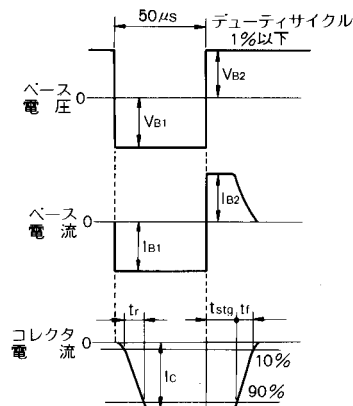 50μs
デューティサイクル
1%以下
ベース
電圧
0
VB1
VB2
ベース
電流
0
IB1
IB2
tr
tstg
tf
コレクタ
電流
0
10%
IC
90%